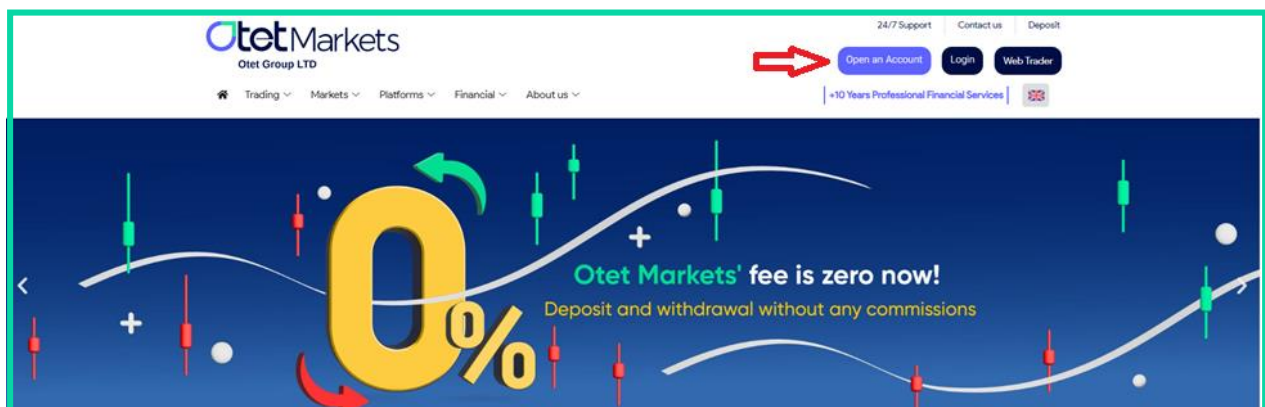 24/7 Support Contact us Deposit
Otet Markets
Otet Group LTD
Open an Account Login Web Trader
Trading Markets Platforms Financial About us
+10 Years Professional Financial Services
0%
Otet Markets' fee is zero now!
Deposit and withdrawal without any commissions